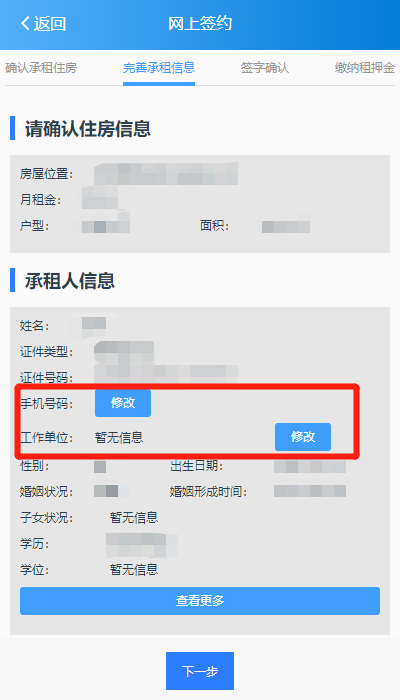 返回 网上签约
确认承租住房 完善承租信息 签字确认 缴纳租押金
请确认住房信息
房屋位置：
月租金：
户型： 面积：
承租人信息
姓名：
证件类型：
证件号码：
手机号码： 修改
工作单位： 暂无信息 修改
性别： 出生日期：
婚姻状况： 婚姻形成时间：
子女状况： 暂无信息
学历：
学位： 暂无信息
查看更多
下一步